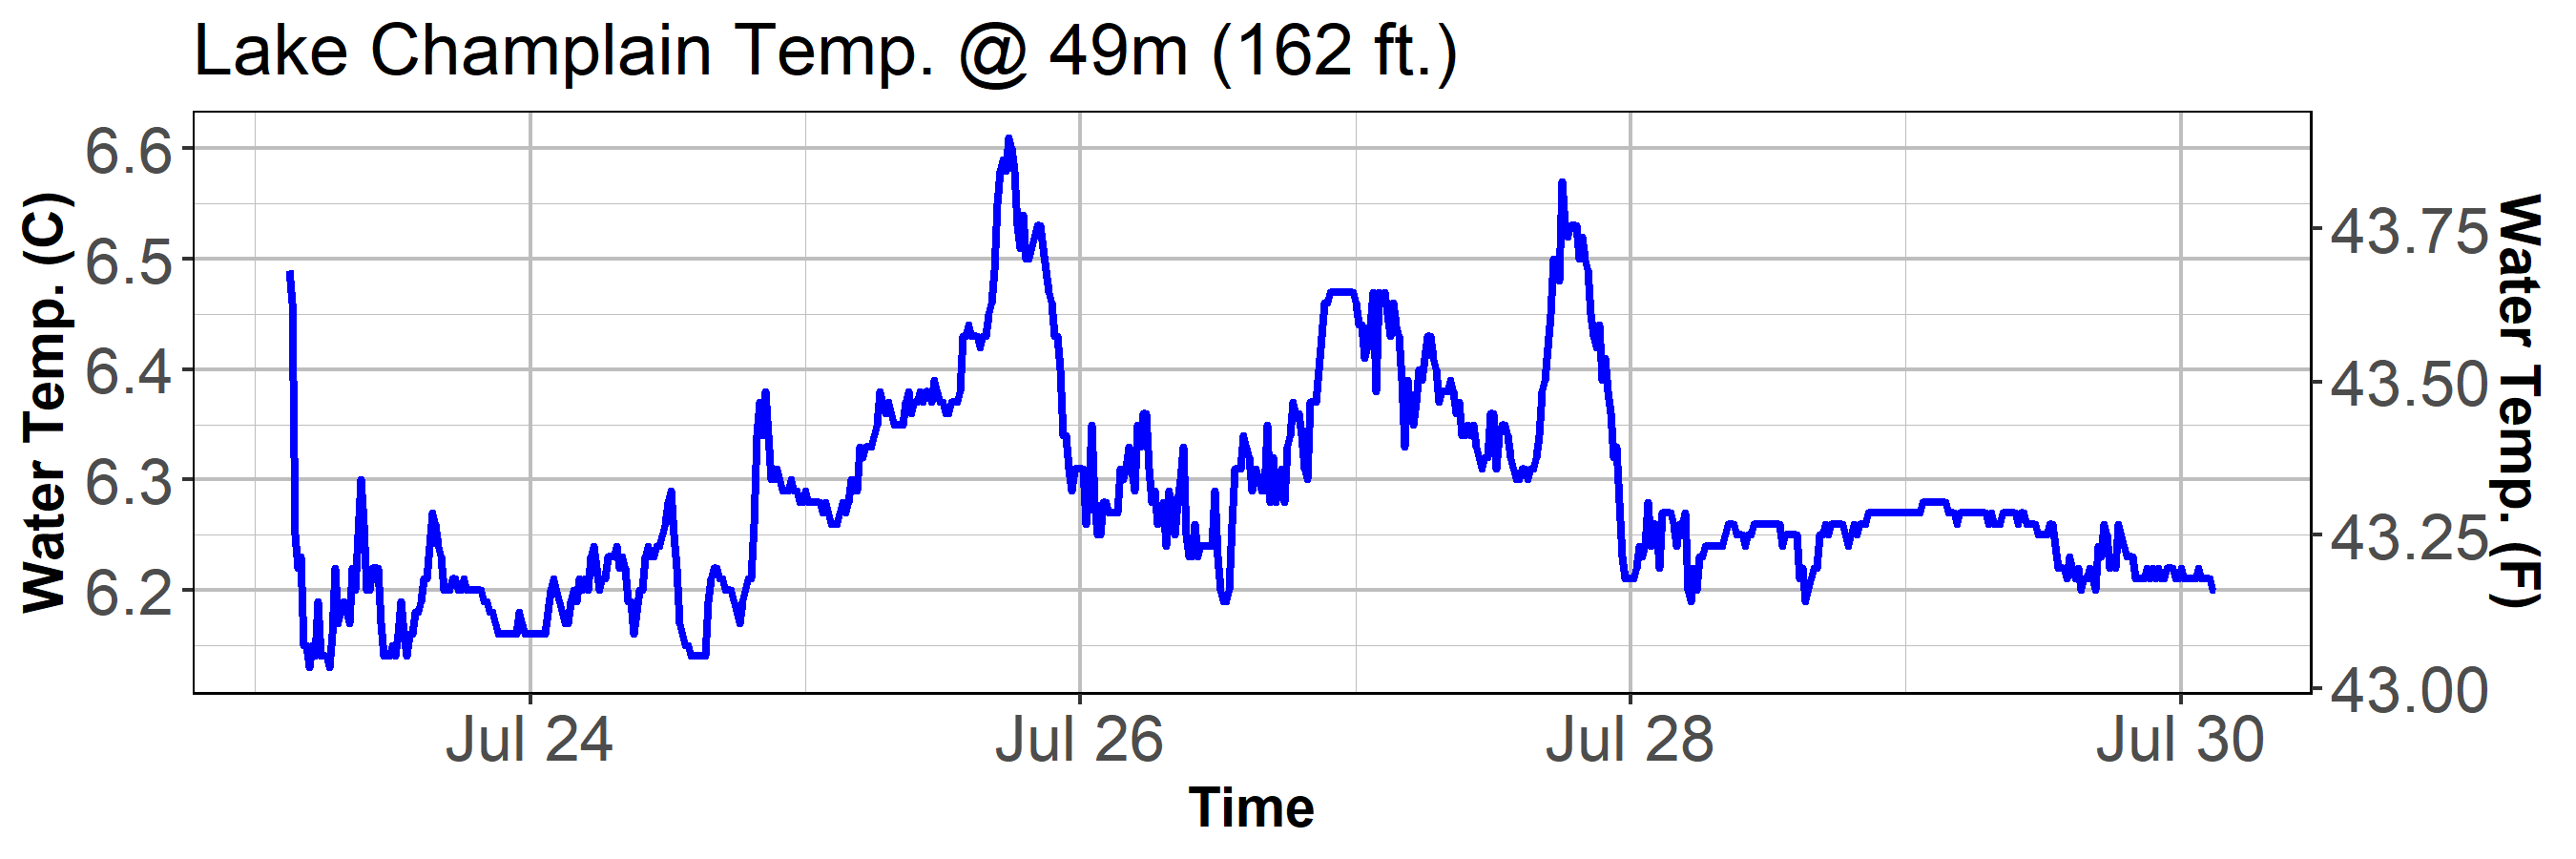 Lake Champlain Temp. @ 49m (162 ft.)
Water Temp. (C)
6.6
6.5
6.4
6.3
6.2
43.75
43.50
43.25
43.00
Water Temp. (F)
Jul 24
Jul 26
Jul 28
Jul 30
Time